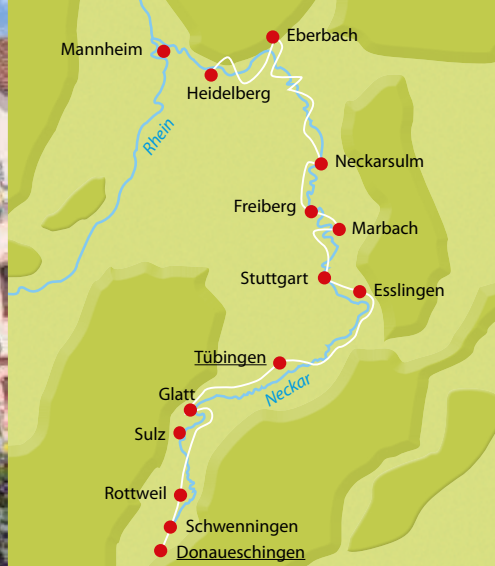 Eberbach
Mannheim
Heidelberg
Rhein
Neckarsulm
Freiberg
Marbach
Stuttgart
Esslingen
Tübingen
Neckar
Glatt
Sulz
Rottweil
Schwenningen
Donaueschingen